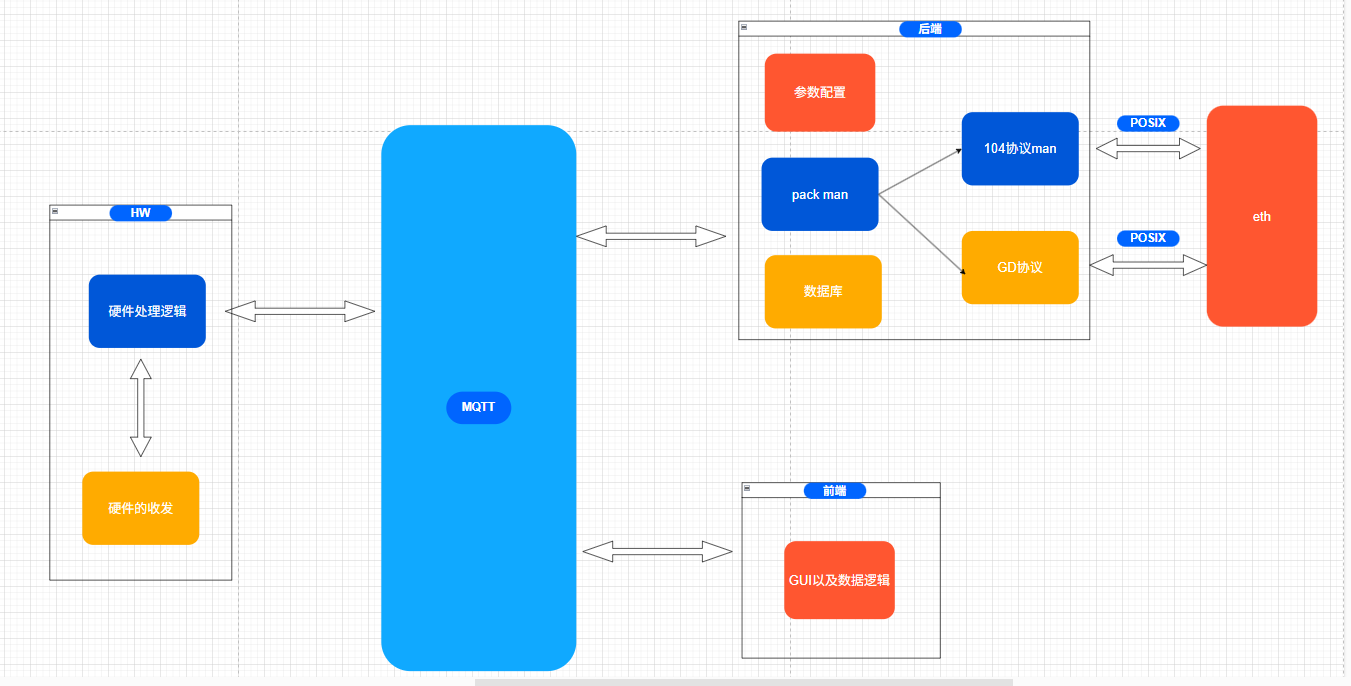 后端
参数配置
POSIX
104协议man
pack man
eth
HW
POSIX
GD协议
数据库
硬件处理逻辑
MQTT
前端
硬件的收发
GUI以及数据逻辑